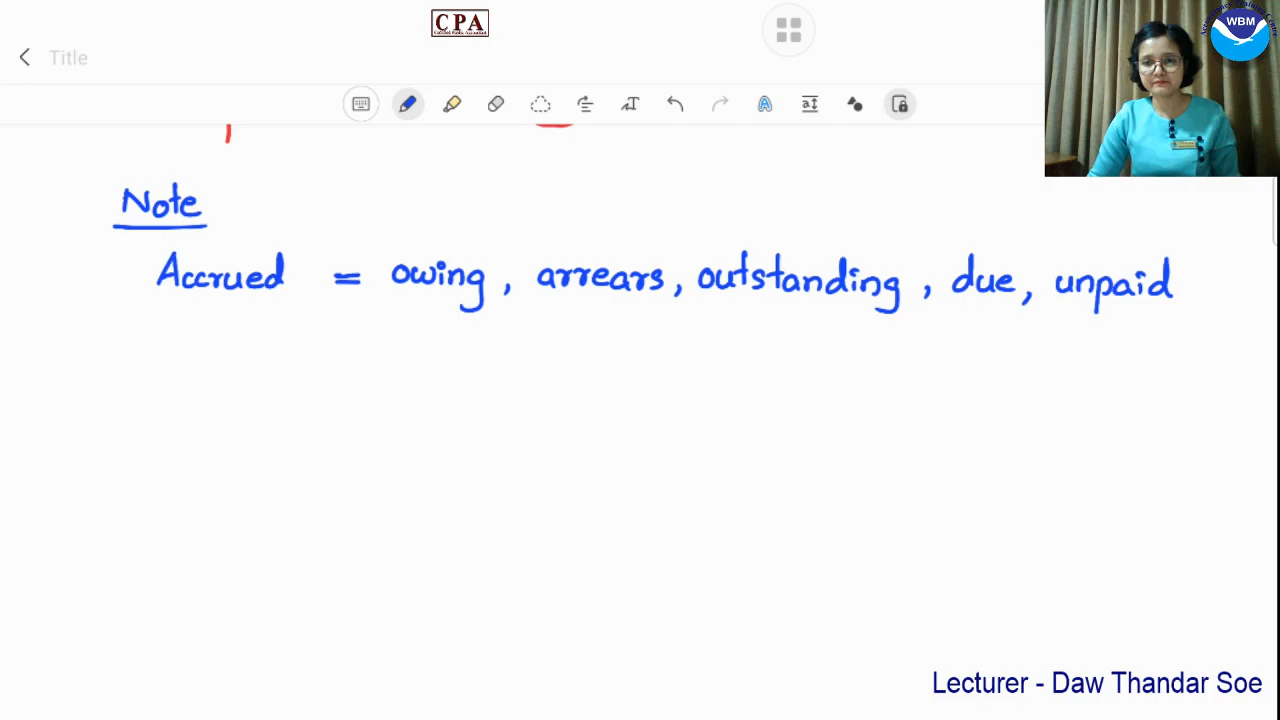 CPA
WBM
Title
Note
Accrued = owing, arrears, outstanding, due, unpaid
Lecturer - Daw Thandar Soe